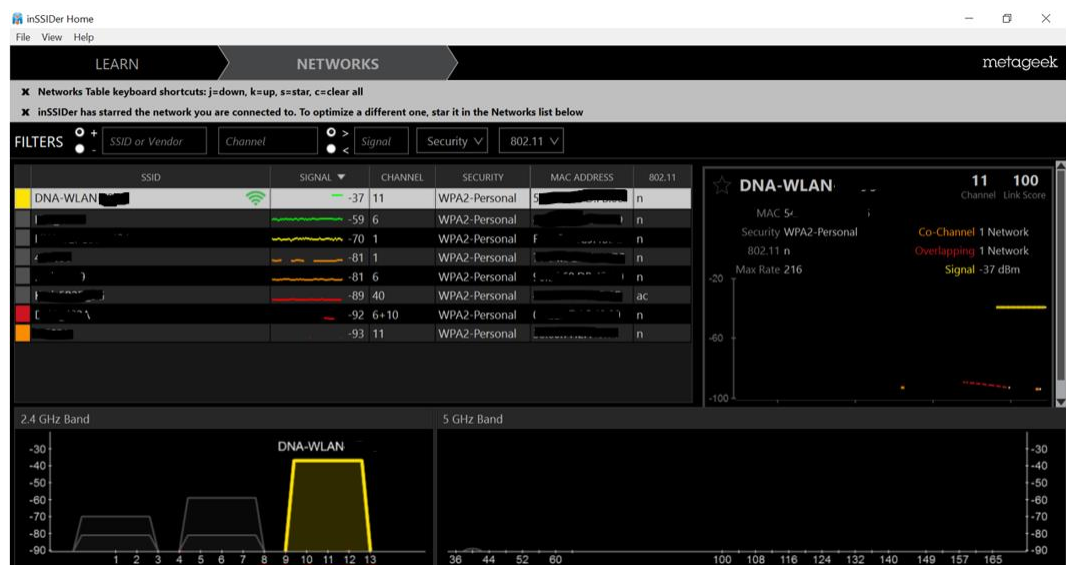 inSSIDer Home
File View Help
LEARN NETWORKS metageek
x Networks Table keyboard shortcuts: j=down, k=up, s=star, c=clear all
x inSSIDer has starred the network you are connected to. To optimize a different one, star it in the Networks list below
FILTERS + - SSID or Vendor Channel > < Signal Security 802.11
SSID SIGNAL CHANNEL SECURITY MAC ADDRESS 802.11
DNA-WLAN -37 11 WPA2-Personal 5 n
-59 6 WPA2-Personal n
-70 1 WPA2-Personal F n
-81 1 WPA2-Personal n
-81 6 WPA2-Personal n
-89 40 WPA2-Personal ac
-92 6+10 WPA2-Personal n
-93 11 WPA2-Personal n
DNA-WLAN 11 100
Channel Link Score
MAC
Security WPA2-Personal Co-Channel 1 Network
802.11 n Overlapping 1 Network
Max Rate 216 Signal -37 dBm
-20
-60
-100
2.4 GHz Band
DNA-WLAN
-30
-40
-50
-60
-70
-80
-90
1 2 3 4 5 6 7 8 9 10 11 12 13
5 GHz Band
-30
-40
-50
-60
-70
-80
-90
36 44 52 60 100 108 116 124 132 140 149 157 165